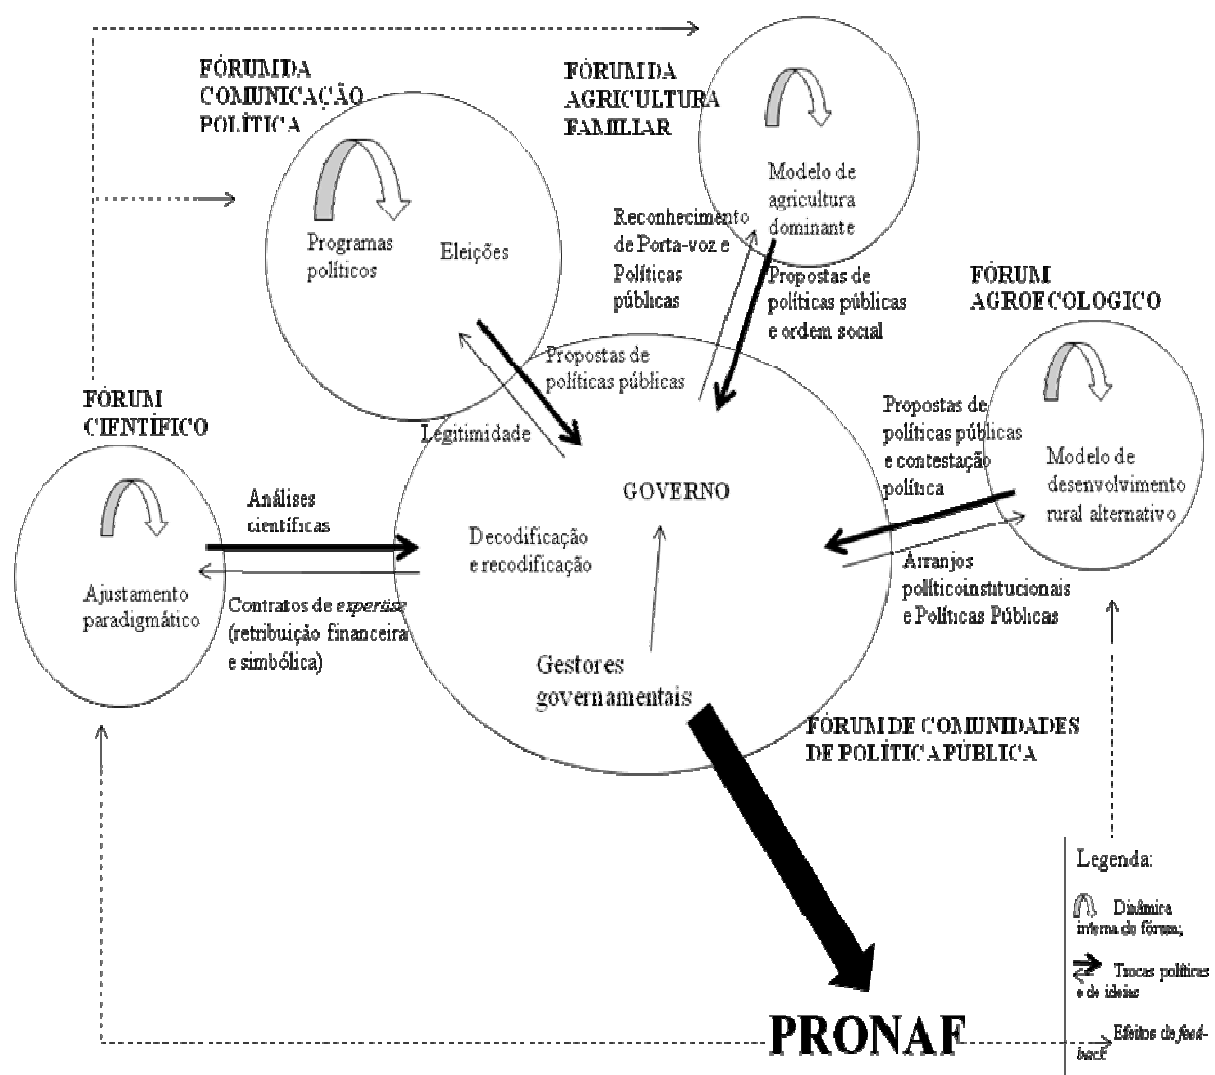 FÓRUM DA
COMUNICAÇÃO
POLÍTICA
FÓRUM DA
AGRICULTURA
FAMILIAR
Modelo de
agricultura
dominante
Programas
políticos
Eleições
Reconhecimento
de Porta-voz e
Políticas
públicas
Propostas de
políticas públicas
e ordem social
FÓRUM
AGROECOLOGICO
Propostas de
políticas públicas
Legitimidade
FÓRUM
CIENTÍFICO
Propostas de
políticas públicas
e contestação
política
Modelo de
desenvolvimento
rural alternativo
Análises
científicas
GOVERNO
Decodificação
e recodificação
Ajustamento
paradigmático
Contratos de expertise
(retribuição financeira
e simbólica)
Arranjos
políticoinstitucionais
e Políticas Públicas
Gestores
governamentais
FÓRUM DE COMUNIDADES
DE POLÍTICA PÚBLICA
PRONAF
Legenda:
Dinâmica
interna do fórum;
Trocas políticas
e de ideias
Efeitos de feed-
back